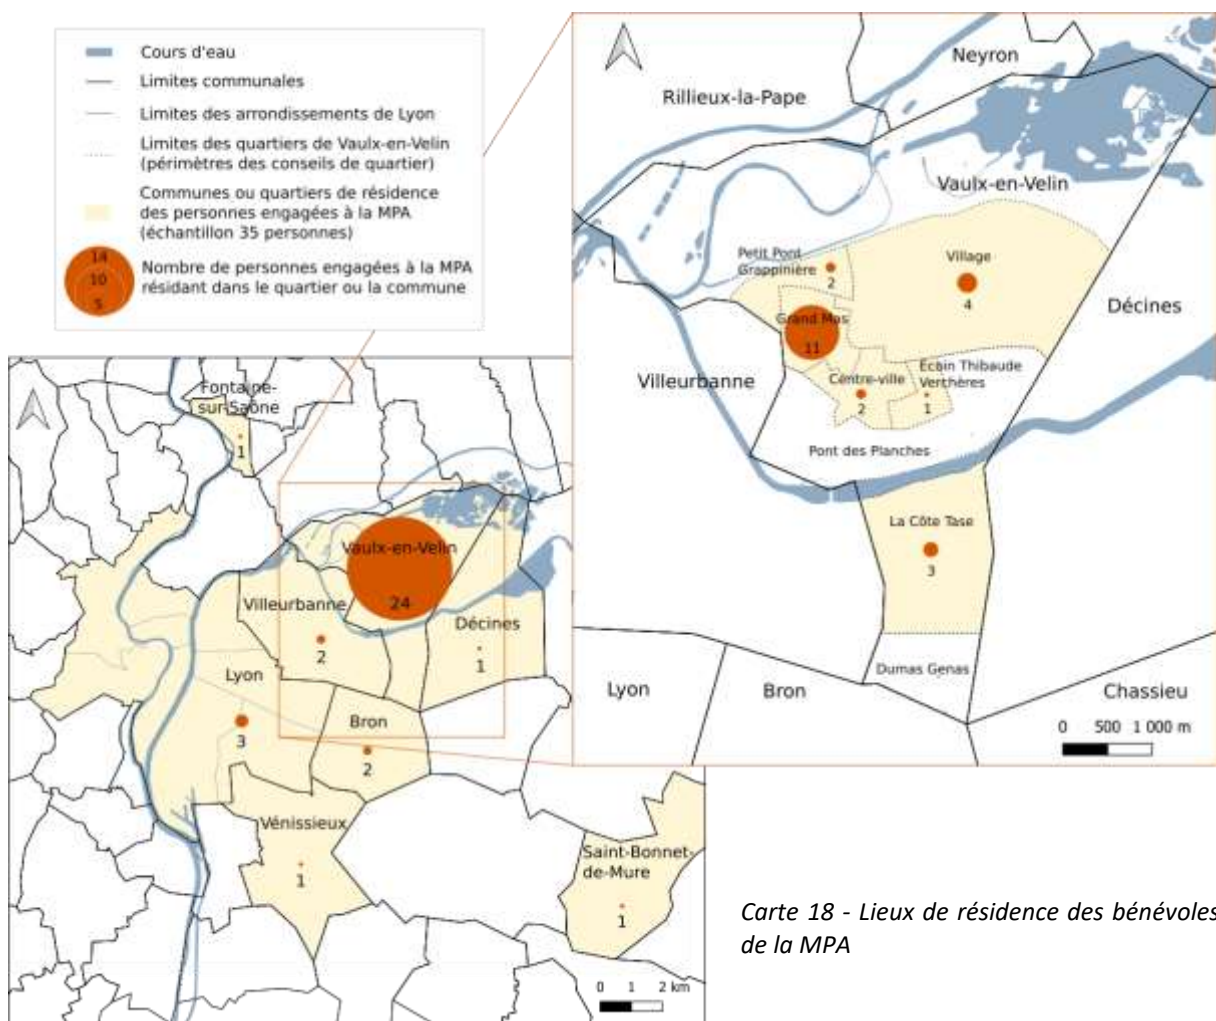 Cours d'eau
Limites communales
Limites des arrondissements de Lyon
Limites des quartiers de Vaulx-en-Velin
(périmètres des conseils de quartier)
Communes ou quartiers de résidence
des personnes engagées à la MPA
(échantillon 35 personnes)
14
10
5
Nombre de personnes engagées à la MPA
résidant dans le quartier ou la commune
Neyron
Rillieux-la-Pape
Vaulx-en-Velin
Petit Pont
Grappinière
2
Village
4
Décines
Grand Mas
11
Villeurbanne
Centre-ville
2
Écoin Thibaude
Verthères
1
Pont des Planches
La Côte Tase
3
Dumas Genas
Lyon
Bron
Chassieu
0 500 1 000 m
Fontaine-
sur-Saône
1
Vaulx-en-Velin
24
Villeurbanne
2
Décines
1
Lyon
3
Bron
2
Vénissieux
1
Saint-Bonnet-
de-Mure
1
0 1 2 km
Carte 18 - Lieux de résidence des bénévoles
de la MPA